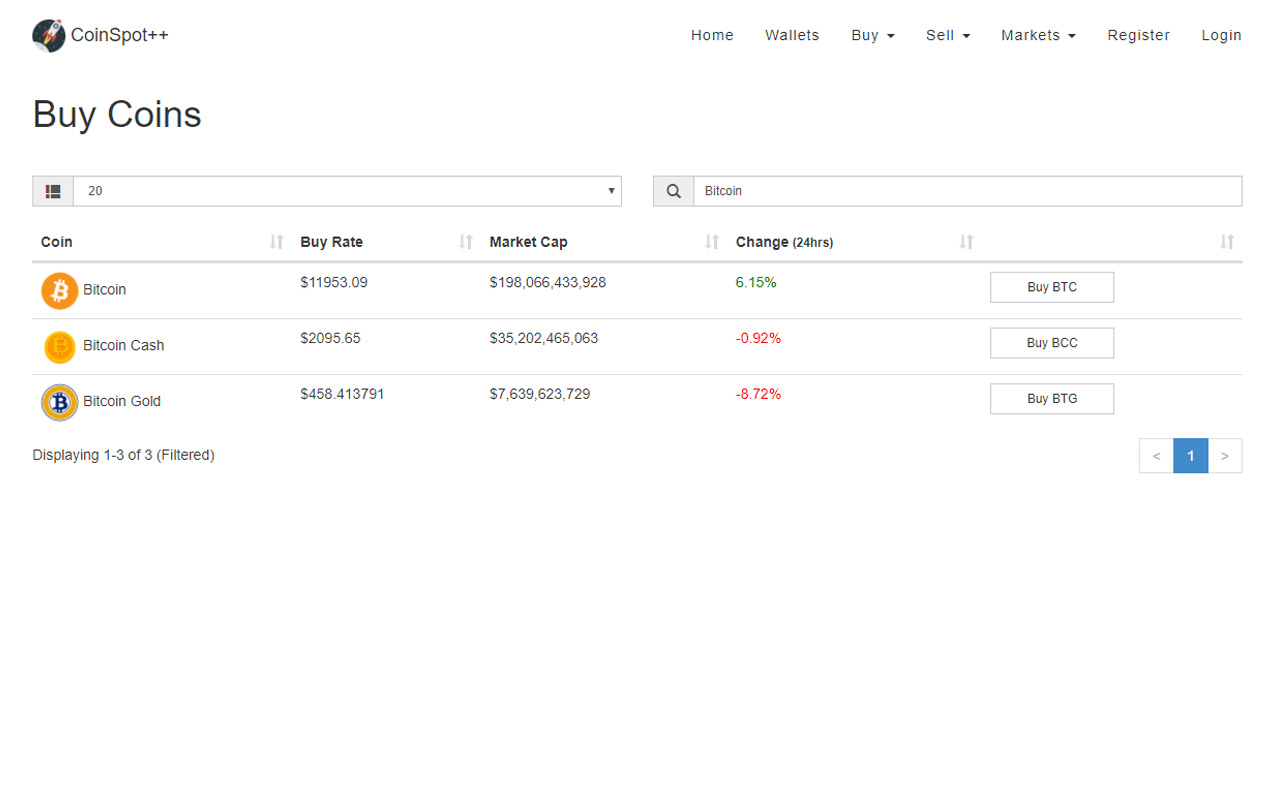 CoinSpot++ Home Wallets Buy Sell Markets Register Login
Buy Coins
20 Bitcoin
Coin Buy Rate Market Cap Change (24hrs)
Bitcoin $11953.09 $198,066,433,928 6.15% Buy BTC
Bitcoin Cash $2095.65 $35,202,465,063 -0.92% Buy BCC
Bitcoin Gold $458.413791 $7,639,623,729 -8.72% Buy BTG
Displaying 1-3 of 3 (Filtered) < 1 >